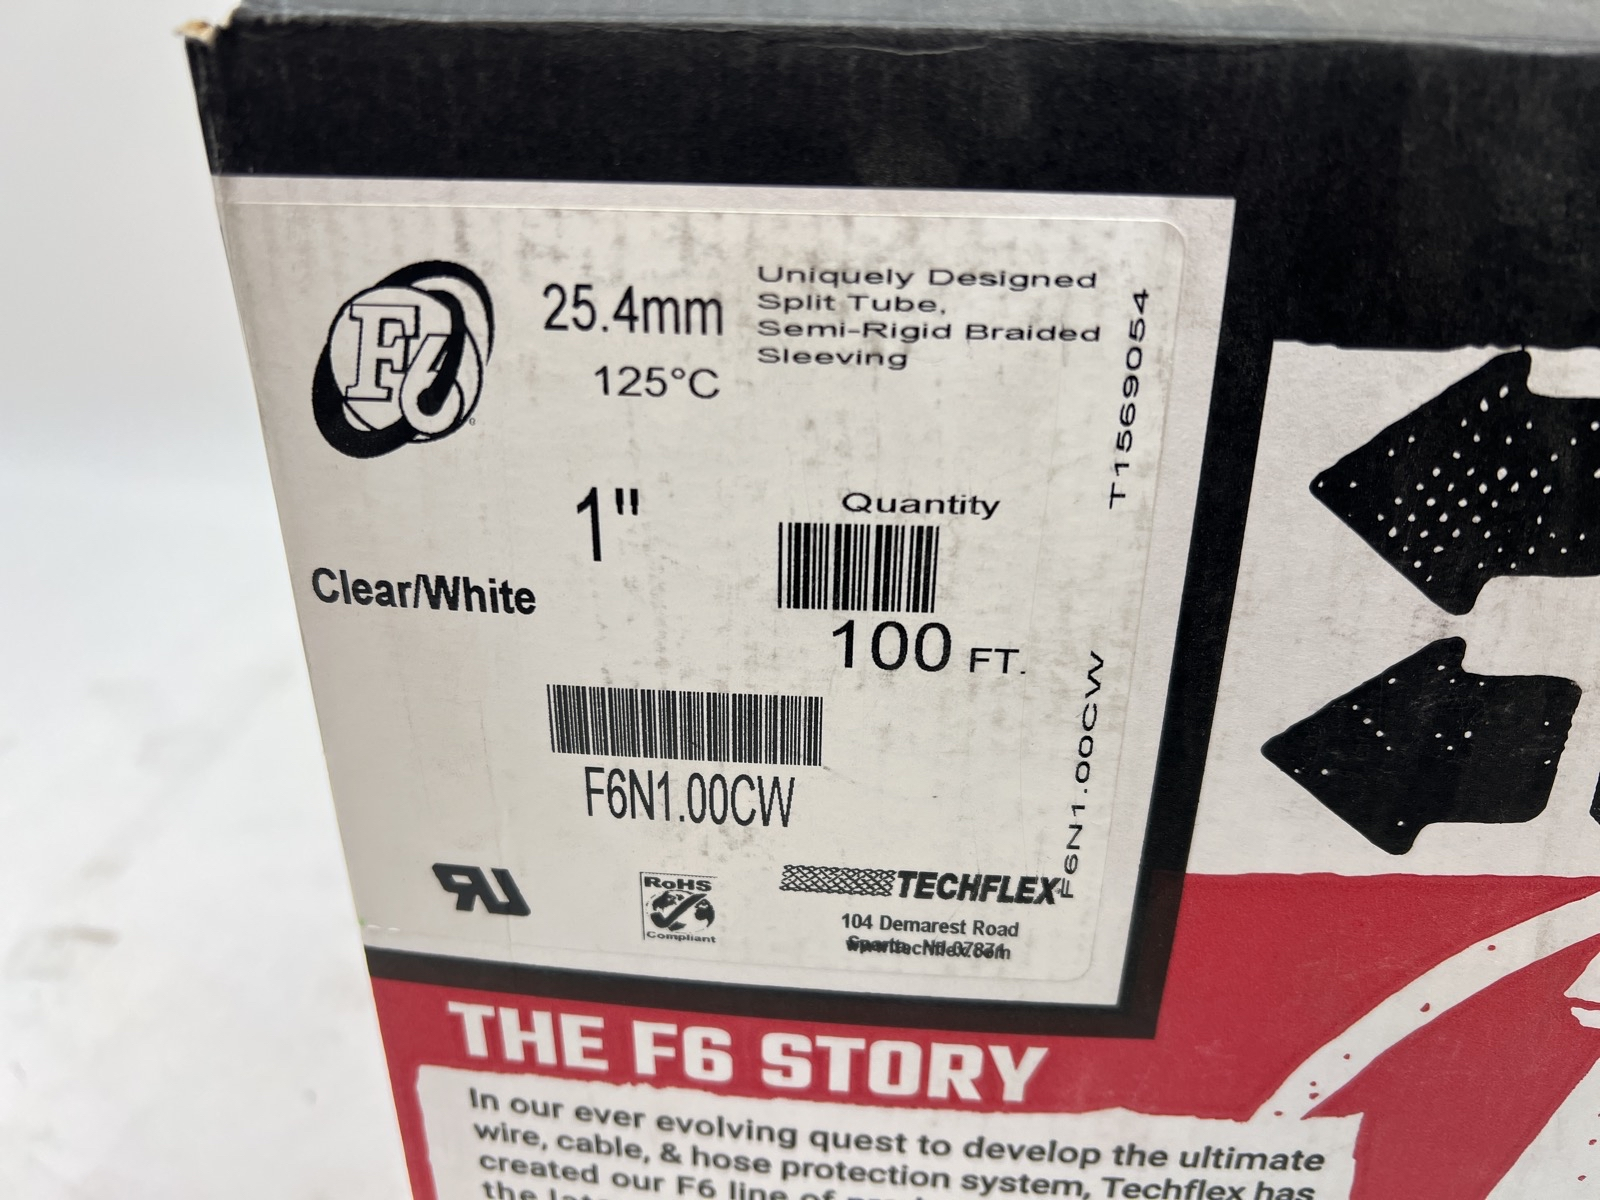 F6
25.4mm
125°C
Uniquely Designed
Split Tube,
Semi-Rigid Braided
Sleeving
T1569054
1"
Quantity
Clear/White
100 FT.
F6N1.00CW
F6N1.00CW
RU
RoHS
Compliant
TECHFLEX
104 Demarest Road
THE F6 STORY
In our ever evolving quest to develop the ultimate
wire, cable, & hose protection system, Techflex has
created our F6 line of
the